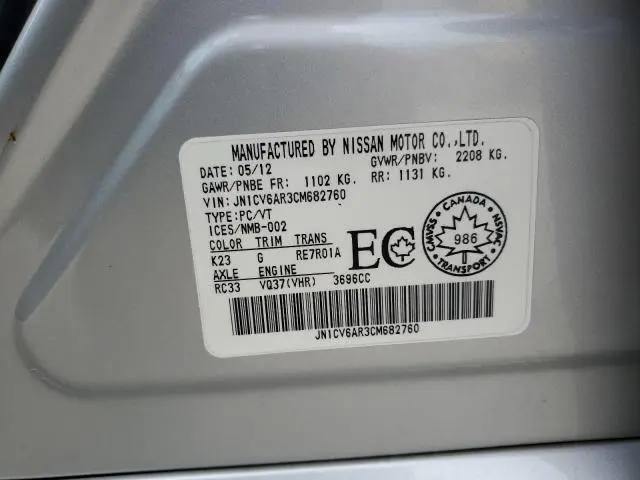 MANUFACTURED BY NISSAN MOTOR CO.,LTD.
DATE: 05/12 GVWR/PNBV: 2208 KG.
GAWR/PNBE FR: 1102 KG. RR: 1131 KG.
VIN: JN1CV6AR3CM682760
TYPE: PC/VT
ICES/NMB-002
COLOR TRIM TRANS
K23 G RE7R01A
AXLE ENGINE
RC33 VQ37(VHR) 3696CC
EC
CANADA
CMVSS 986 NSVAC
TRANSPORT
JN1CV6AR3CM682760